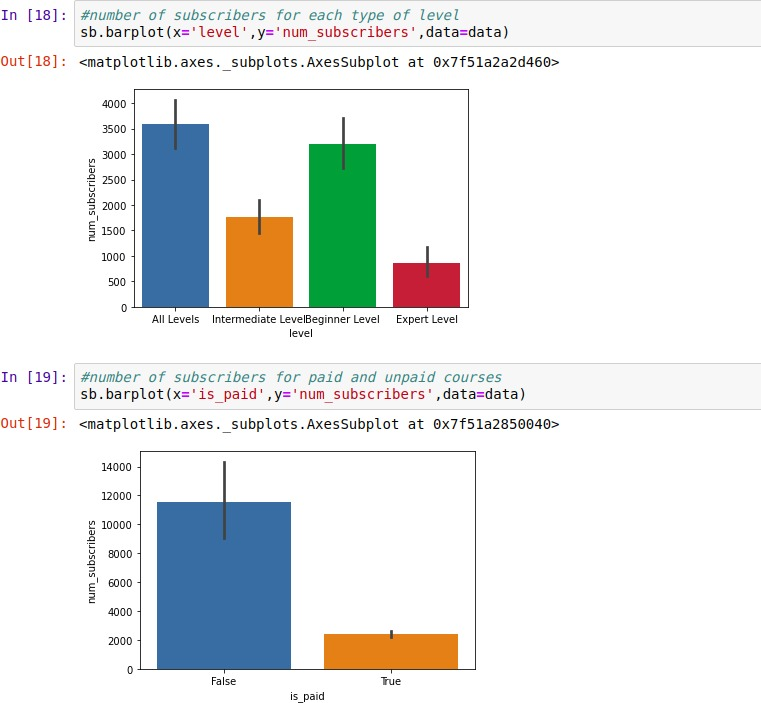 In [18]: #number of subscribers for each type of level
sb.barplot(x='level',y='num_subscribers',data=data)
Out[18]: <matplotlib.axes._subplots.AxesSubplot at 0x7f51a2a2d460>
4000
3500
3000
2500
2000
1500
1000
500
0
num_subscribers
All Levels Intermediate Level Beginner Level Expert Level
level
In [19]: #number of subscribers for paid and unpaid courses
sb.barplot(x='is_paid',y='num_subscribers',data=data)
Out[19]: <matplotlib.axes._subplots.AxesSubplot at 0x7f51a2850040>
14000
12000
10000
8000
6000
4000
2000
0
num_subscribers
False True
is_paid